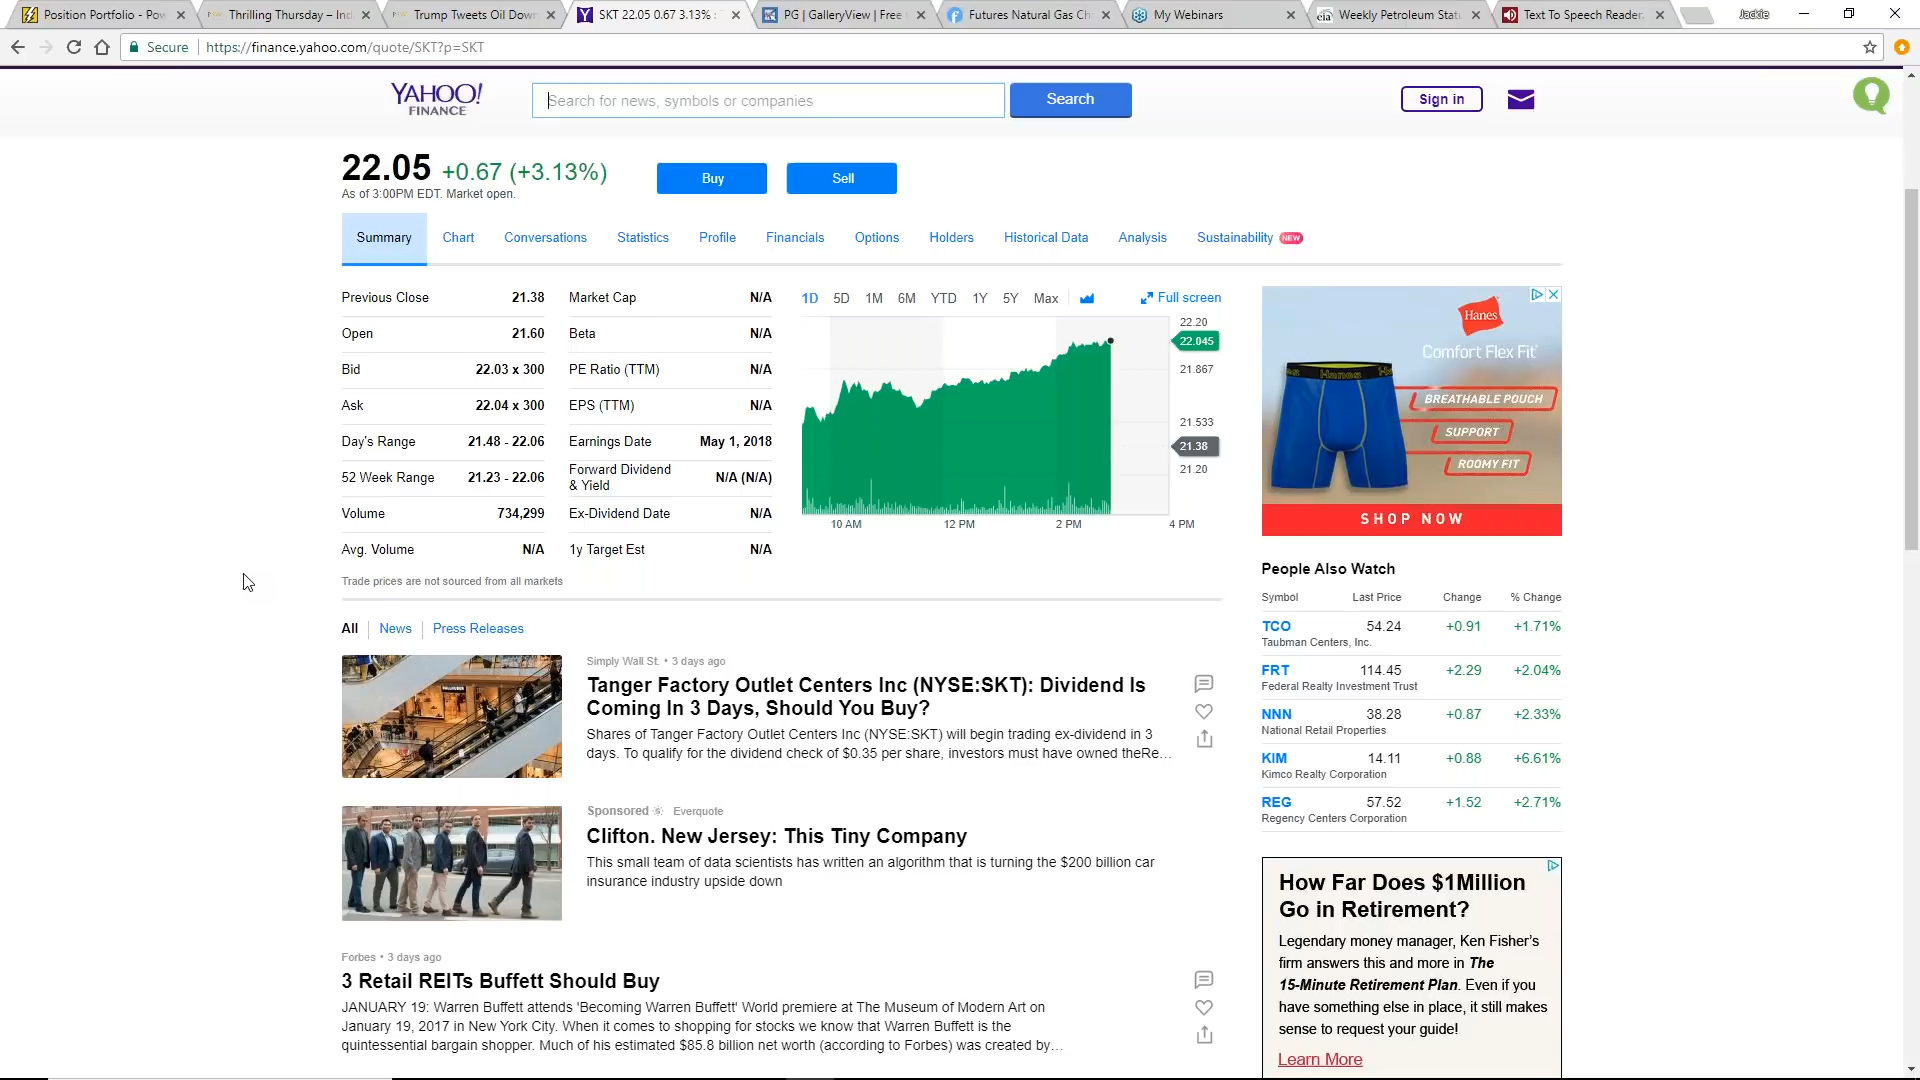 Position Portfolio - Pow
Thrilling Thursday – Ind
Trump Tweets Oil Down
SKT 22.05 0.67 3.13% :
PG | GalleryView | Free
Futures Natural Gas Ch
My Webinars
Weekly Petroleum Statu
Text To Speech Reader
Jackie
Secure https://finance.yahoo.com/quote/SKT?p=SKT
YAHOO!
FINANCE
Search for news, symbols or companies
Search
Sign in
22.05 +0.67 (+3.13%)
As of 3:00PM EDT. Market open.
Buy
Sell
Summary Chart Conversations Statistics Profile Financials Options Holders Historical Data Analysis Sustainability NEW
Previous Close 21.38
Open 21.60
Bid 22.03 x 300
Ask 22.04 x 300
Day's Range 21.48 - 22.06
52 Week Range 21.23 - 22.06
Volume 734,299
Avg. Volume N/A
Market Cap N/A
Beta N/A
PE Ratio (TTM) N/A
EPS (TTM) N/A
Earnings Date May 1, 2018
Forward Dividend & Yield N/A (N/A)
Ex-Dividend Date N/A
1y Target Est N/A
Trade prices are not sourced from all markets
1D 5D 1M 6M YTD 1Y 5Y Max Full screen
22.20
22.045
21.867
21.533
21.38
21.20
10 AM 12 PM 2 PM 4 PM
Hanes
Comfort Flex Fit
Hanes
BREATHABLE POUCH
SUPPORT
ROOMY FIT
SHOP NOW
All News Press Releases
Simply Wall St. • 3 days ago
Tanger Factory Outlet Centers Inc (NYSE:SKT): Dividend Is
Coming In 3 Days, Should You Buy?
Shares of Tanger Factory Outlet Centers Inc (NYSE:SKT) will begin trading ex-dividend in 3
days. To qualify for the dividend check of $0.35 per share, investors must have owned theRe…
Sponsored Everquote
Clifton. New Jersey: This Tiny Company
This small team of data scientists has written an algorithm that is turning the $200 billion car
insurance industry upside down
Forbes • 3 days ago
3 Retail REITs Buffett Should Buy
JANUARY 19: Warren Buffett attends 'Becoming Warren Buffett' World premiere at The Museum of Modern Art on
January 19, 2017 in New York City. When it comes to shopping for stocks we know that Warren Buffett is the
quintessential bargain shopper. Much of his estimated $85.8 billion net worth (according to Forbes) was created by…
People Also Watch
Symbol Last Price Change % Change
TCO 54.24 +0.91 +1.71%
Taubman Centers, Inc.
FRT 114.45 +2.29 +2.04%
Federal Realty Investment Trust
NNN 38.28 +0.87 +2.33%
National Retail Properties
KIM 14.11 +0.88 +6.61%
Kimco Realty Corporation
REG 57.52 +1.52 +2.71%
Regency Centers Corporation
How Far Does $1Million
Go in Retirement?
Legendary money manager, Ken Fisher's
firm answers this and more in The
15-Minute Retirement Plan. Even if you
have something else in place, it still makes
sense to request your guide!
Learn More